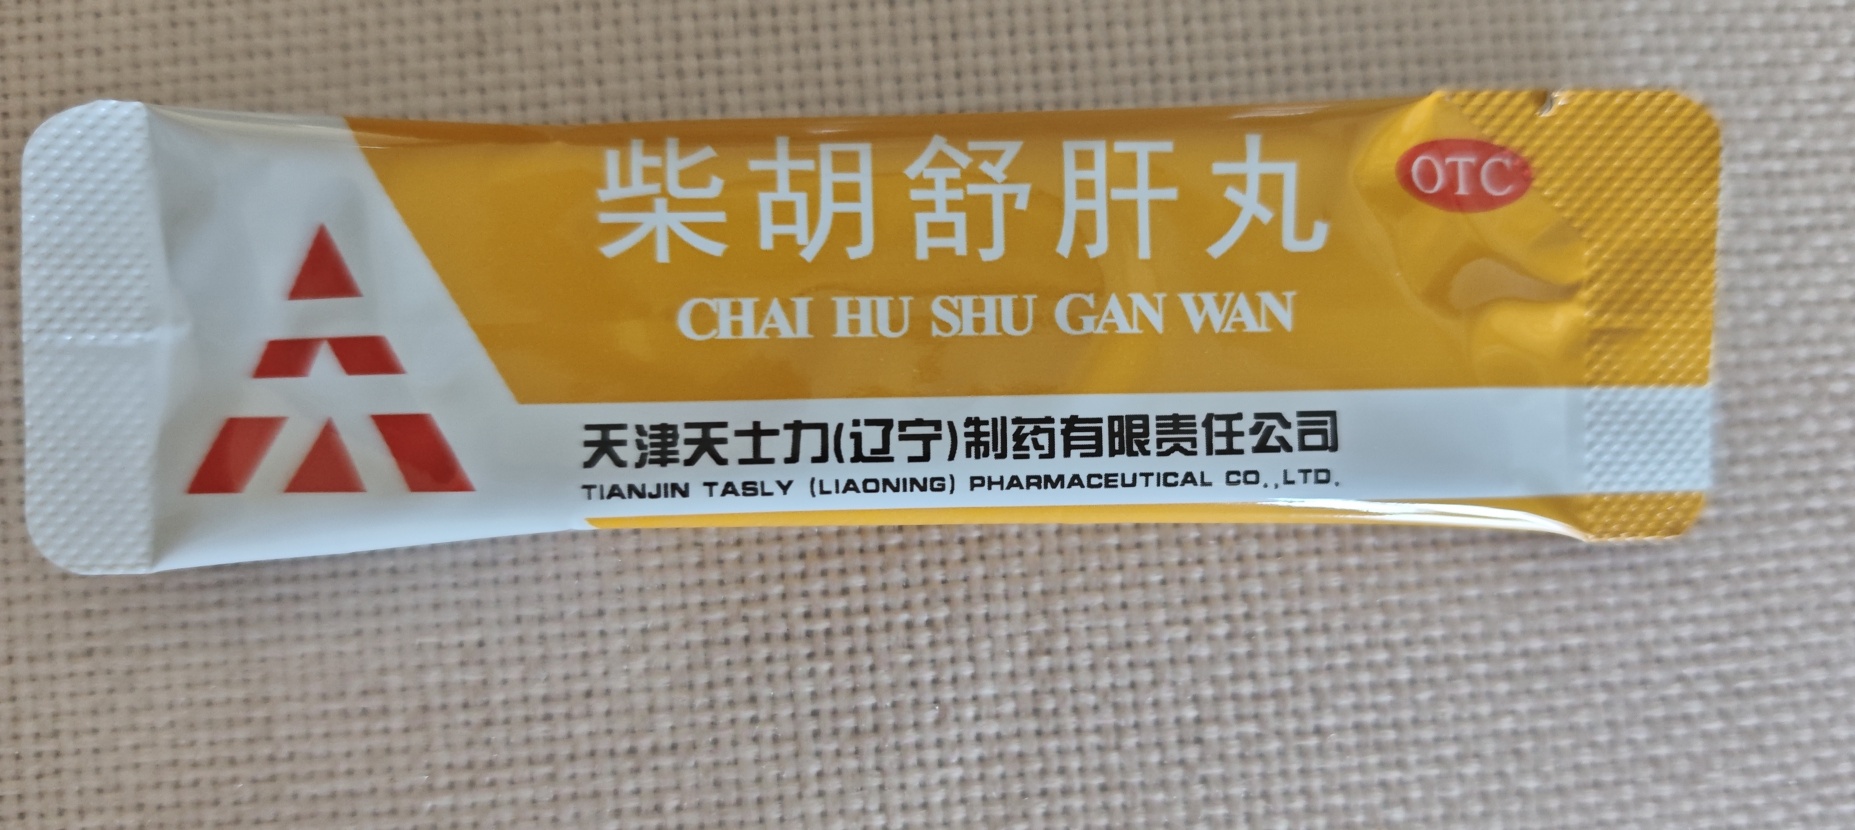 柴胡舒肝丸
OTC
CHAI HU SHU GAN WAN
天津天士力(辽宁)制药有限责任公司
TIANJIN TASLY (LIAONING) PHARMACEUTICAL CO.,LTD.